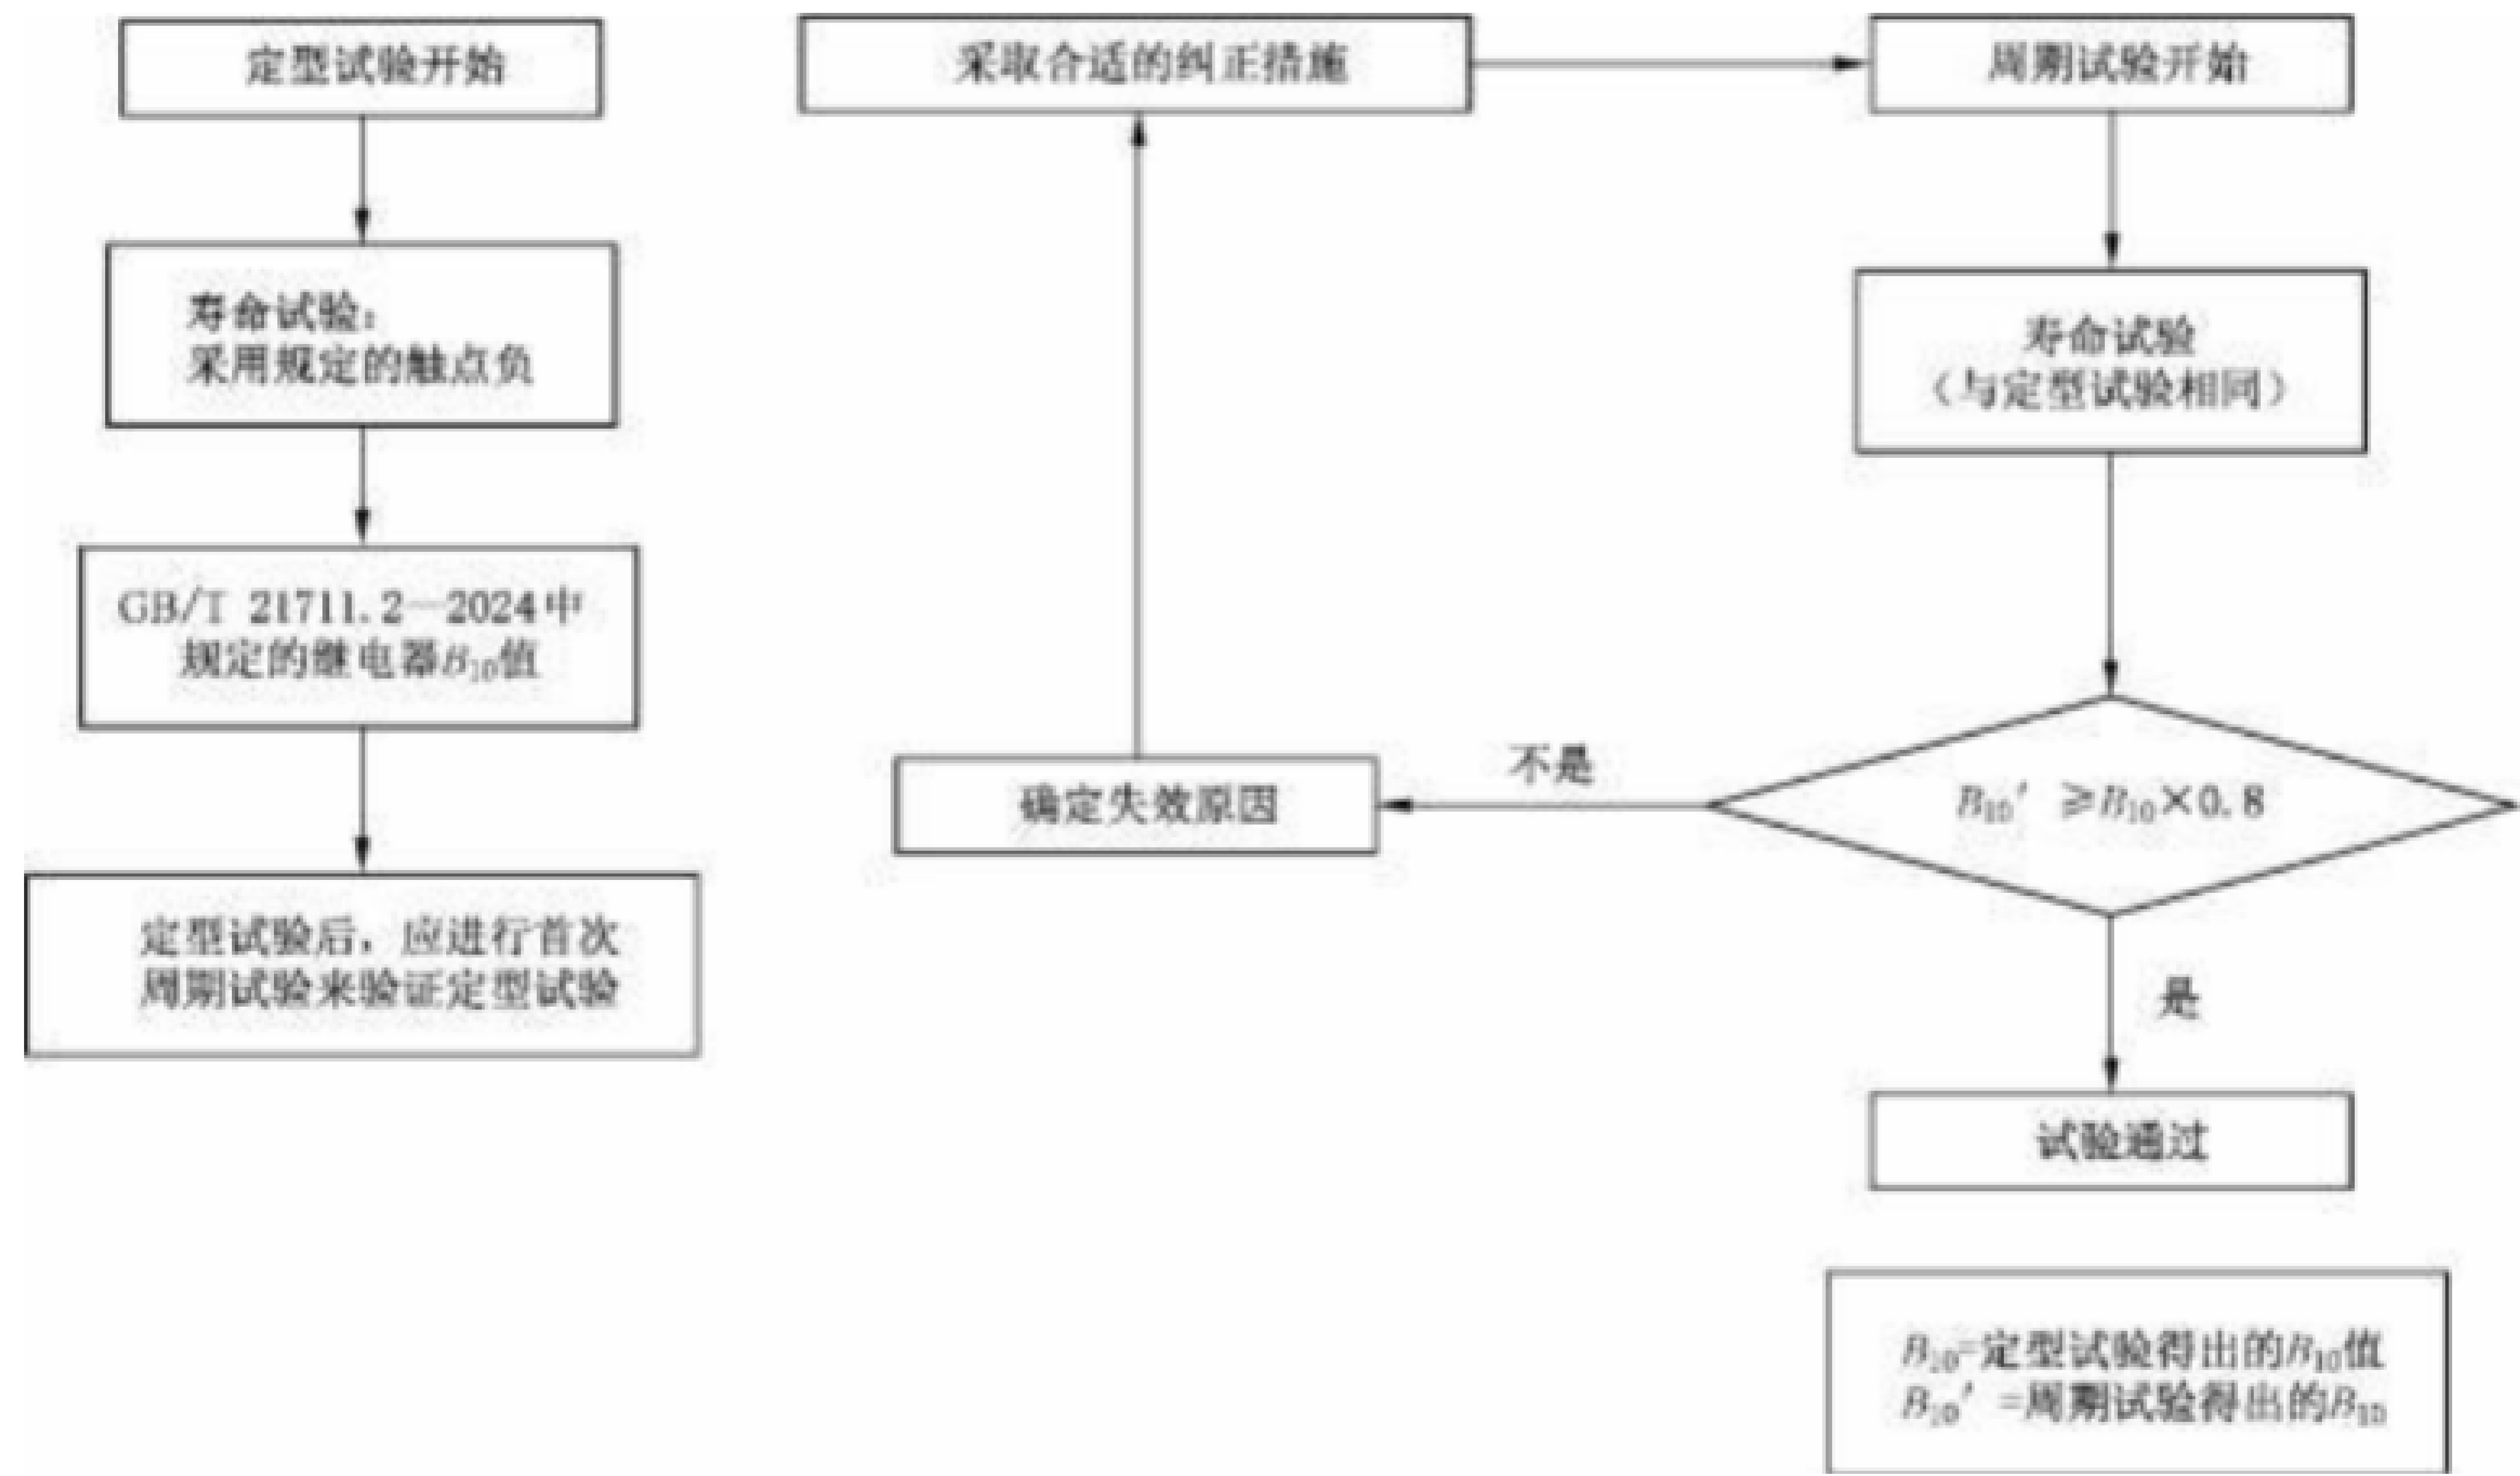 定型试验开始
寿命试验：
采用规定的触点负
GB/T 21711.2—2024中
规定的继电器B₁₀值
定型试验后，应进行首次
周期试验来验证定型试验
采取合适的纠正措施
确定失效原因
不是
周期试验开始
寿命试验
（与定型试验相同）
B₁₀′ ≥B₁₀×0.8
是
试验通过
B₁₀=定型试验得出的B₁₀值
B₁₀′ =周期试验得出的B₁₀